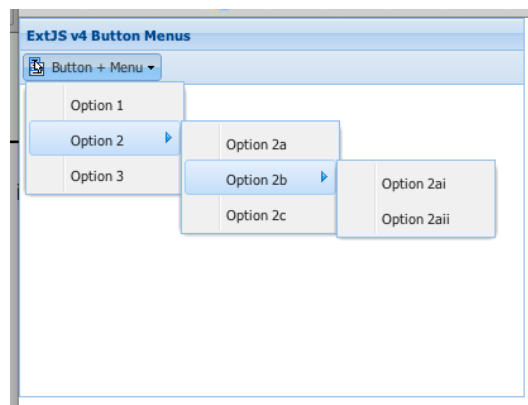 ExtJS v4 Button Menus
Button + Menu
Option 1
Option 2
Option 3
Option 2a
Option 2b
Option 2c
Option 2ai
Option 2aii